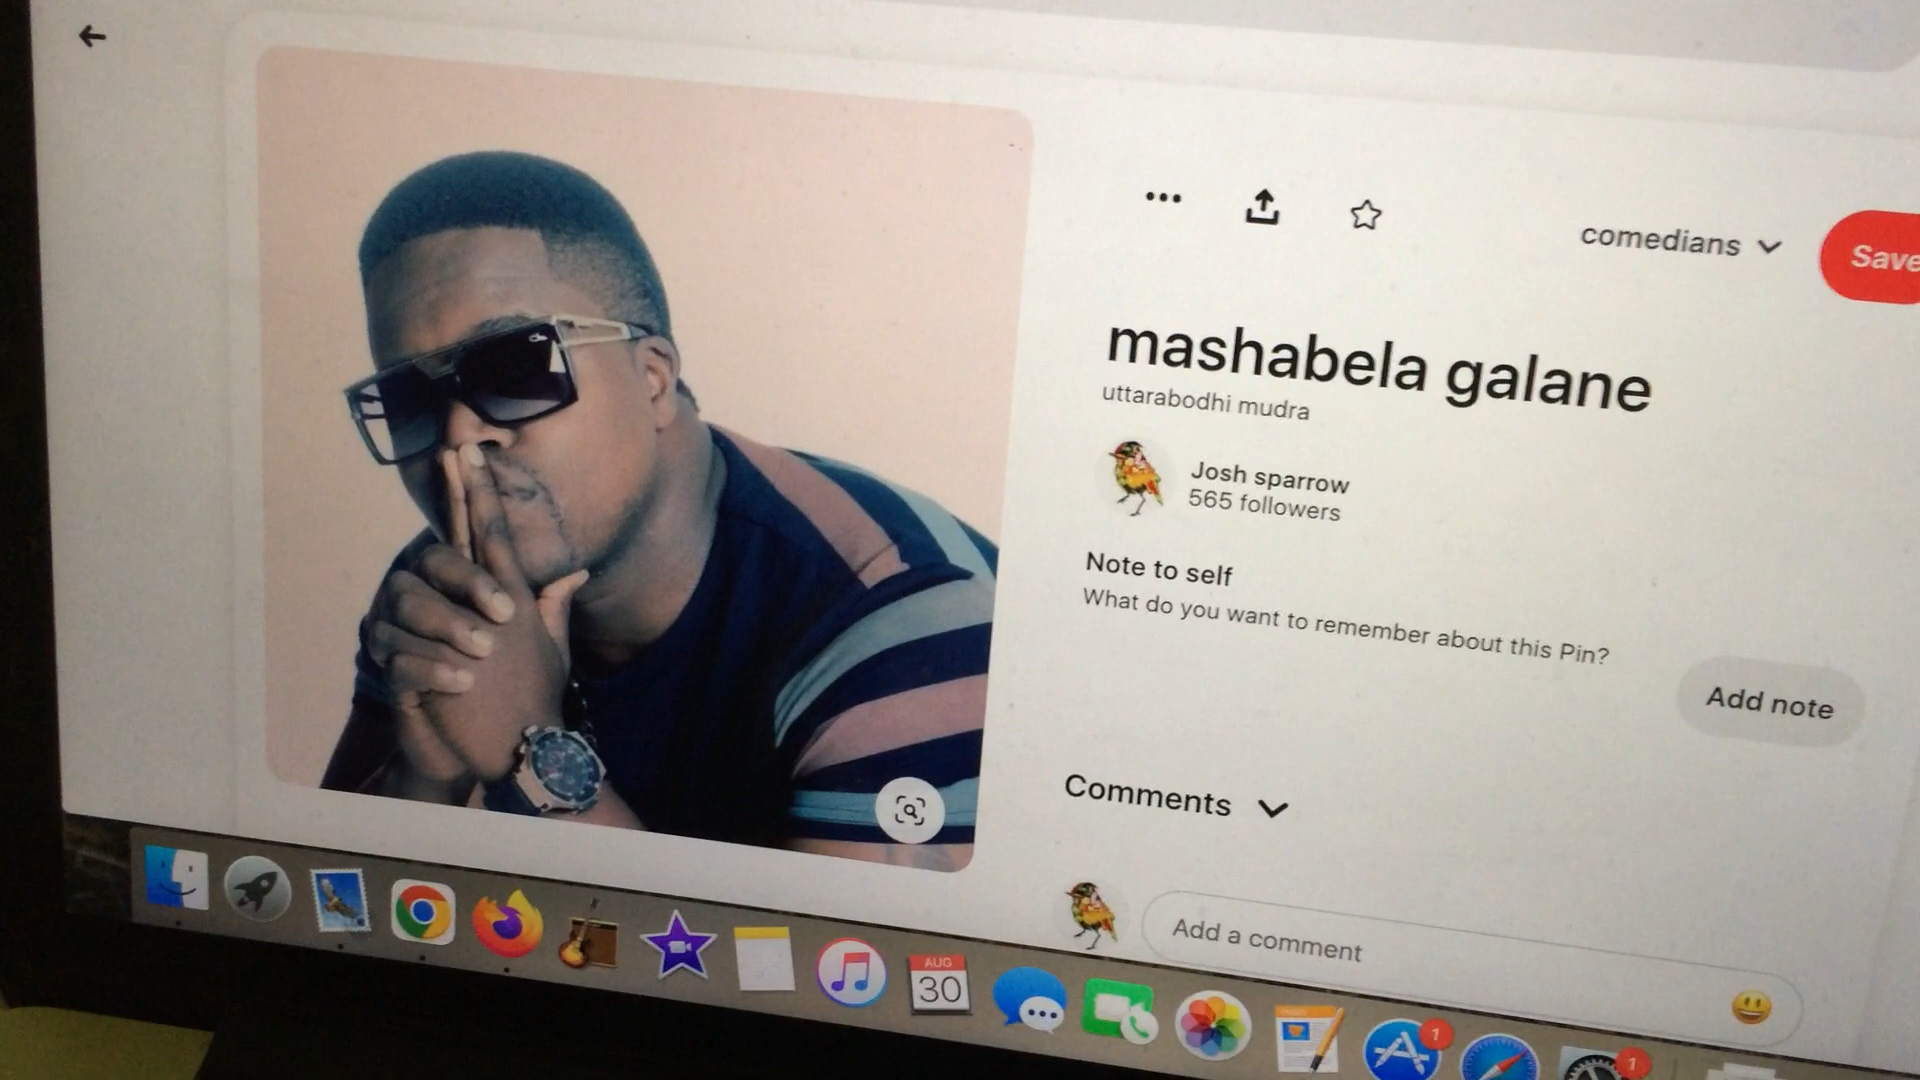 comedians
Save
mashabela galane
uttarabodhi mudra
Josh sparrow
565 followers
Note to self
What do you want to remember about this Pin?
Add note
Comments
Add a comment
AUG
30
1
1